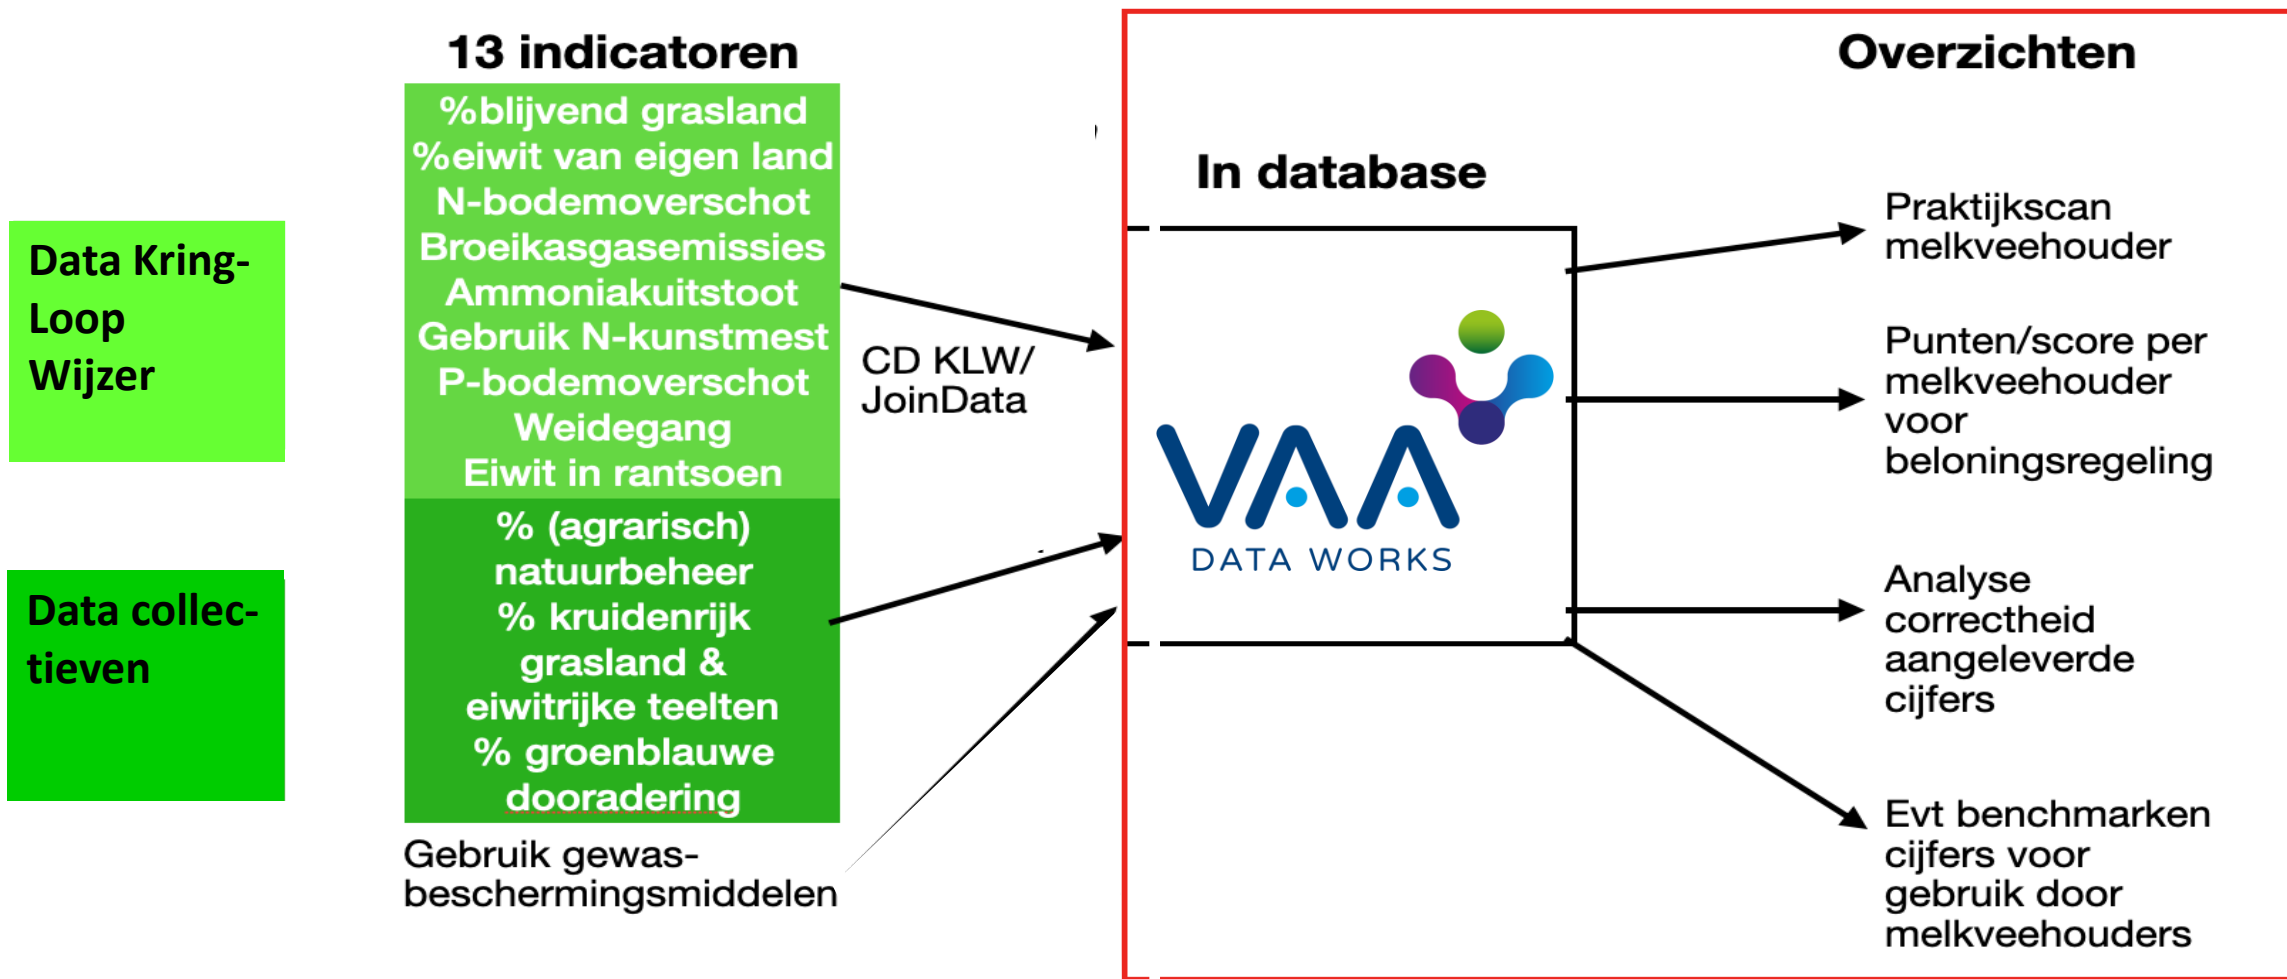 Data Kring-
Loop
Wijzer
Data collec-
tieven
13 indicatoren
%blijvend grasland
%eiwit van eigen land
N-bodemoverschot
Broeikasgasemissies
Ammoniakuitstoot
Gebruik N-kunstmest
P-bodemoverschot
Weidegang
Eiwit in rantsoen
% (agrarisch)
natuurbeheer
% kruidenrijk
grasland &
eiwitrijke teelten
% groenblauwe
dooradering
Gebruik gewas-
beschermingsmiddelen
CD KLW/
JoinData
In database
VAA
DATA WORKS
Overzichten
Praktijkscan
melkveehouder
Punten/score per
melkveehouder
voor
beloningsregeling
Analyse
correctheid
aangeleverde
cijfers
Evt benchmarken
cijfers voor
gebruik door
melkveehouders